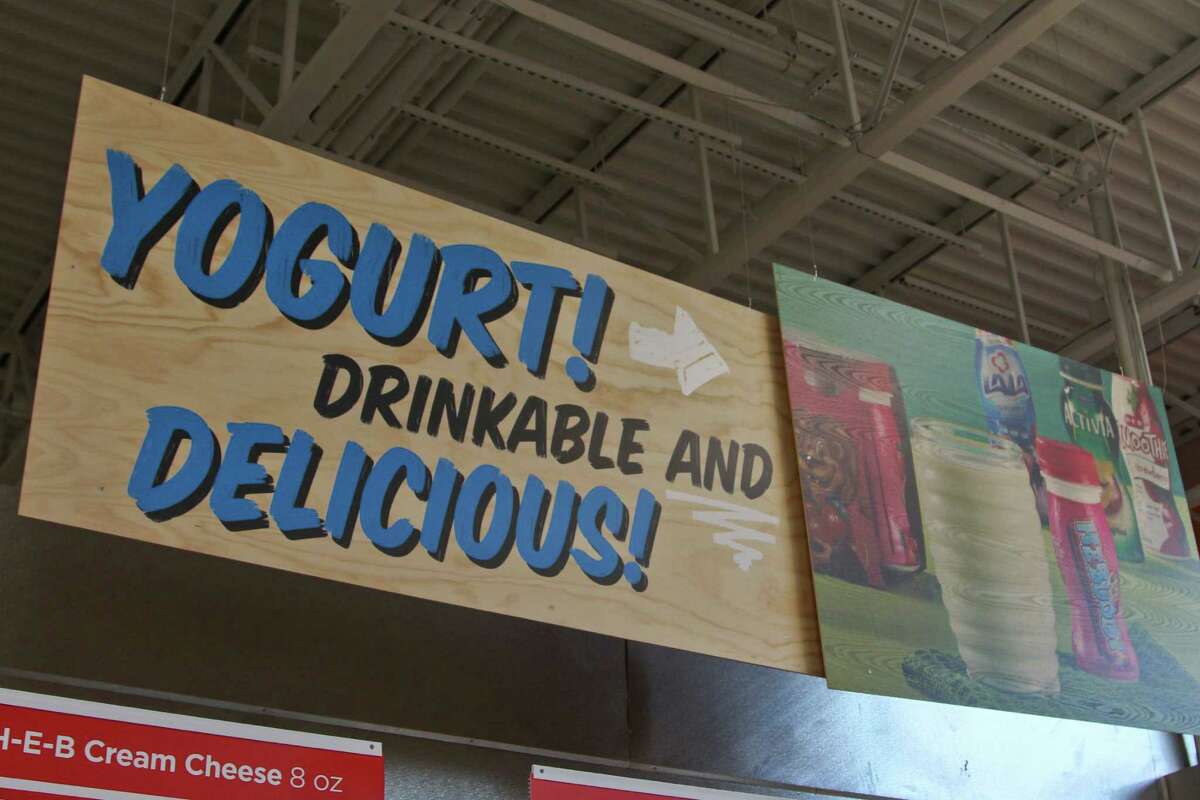 YOGURT!
DRINKABLE AND
DELICIOUS!
LALA
ACTIVIA
H-E-B Cream Cheese 8 oz